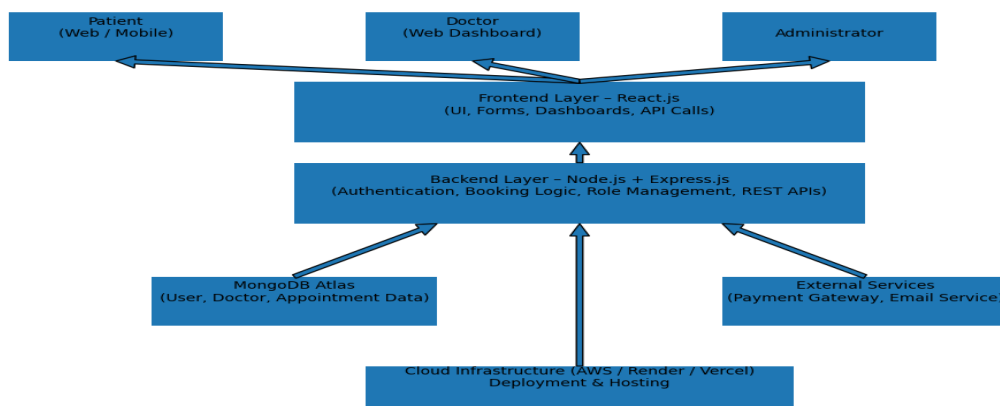 Patient
(Web / Mobile)
Doctor
(Web Dashboard)
Administrator
Frontend Layer – React.js
(UI, Forms, Dashboards, API Calls)
Backend Layer – Node.js + Express.js
(Authentication, Booking Logic, Role Management, REST APIs)
MongoDB Atlas
(User, Doctor, Appointment Data)
External Services
(Payment Gateway, Email Service)
Cloud Infrastructure (AWS / Render / Vercel)
Deployment & Hosting